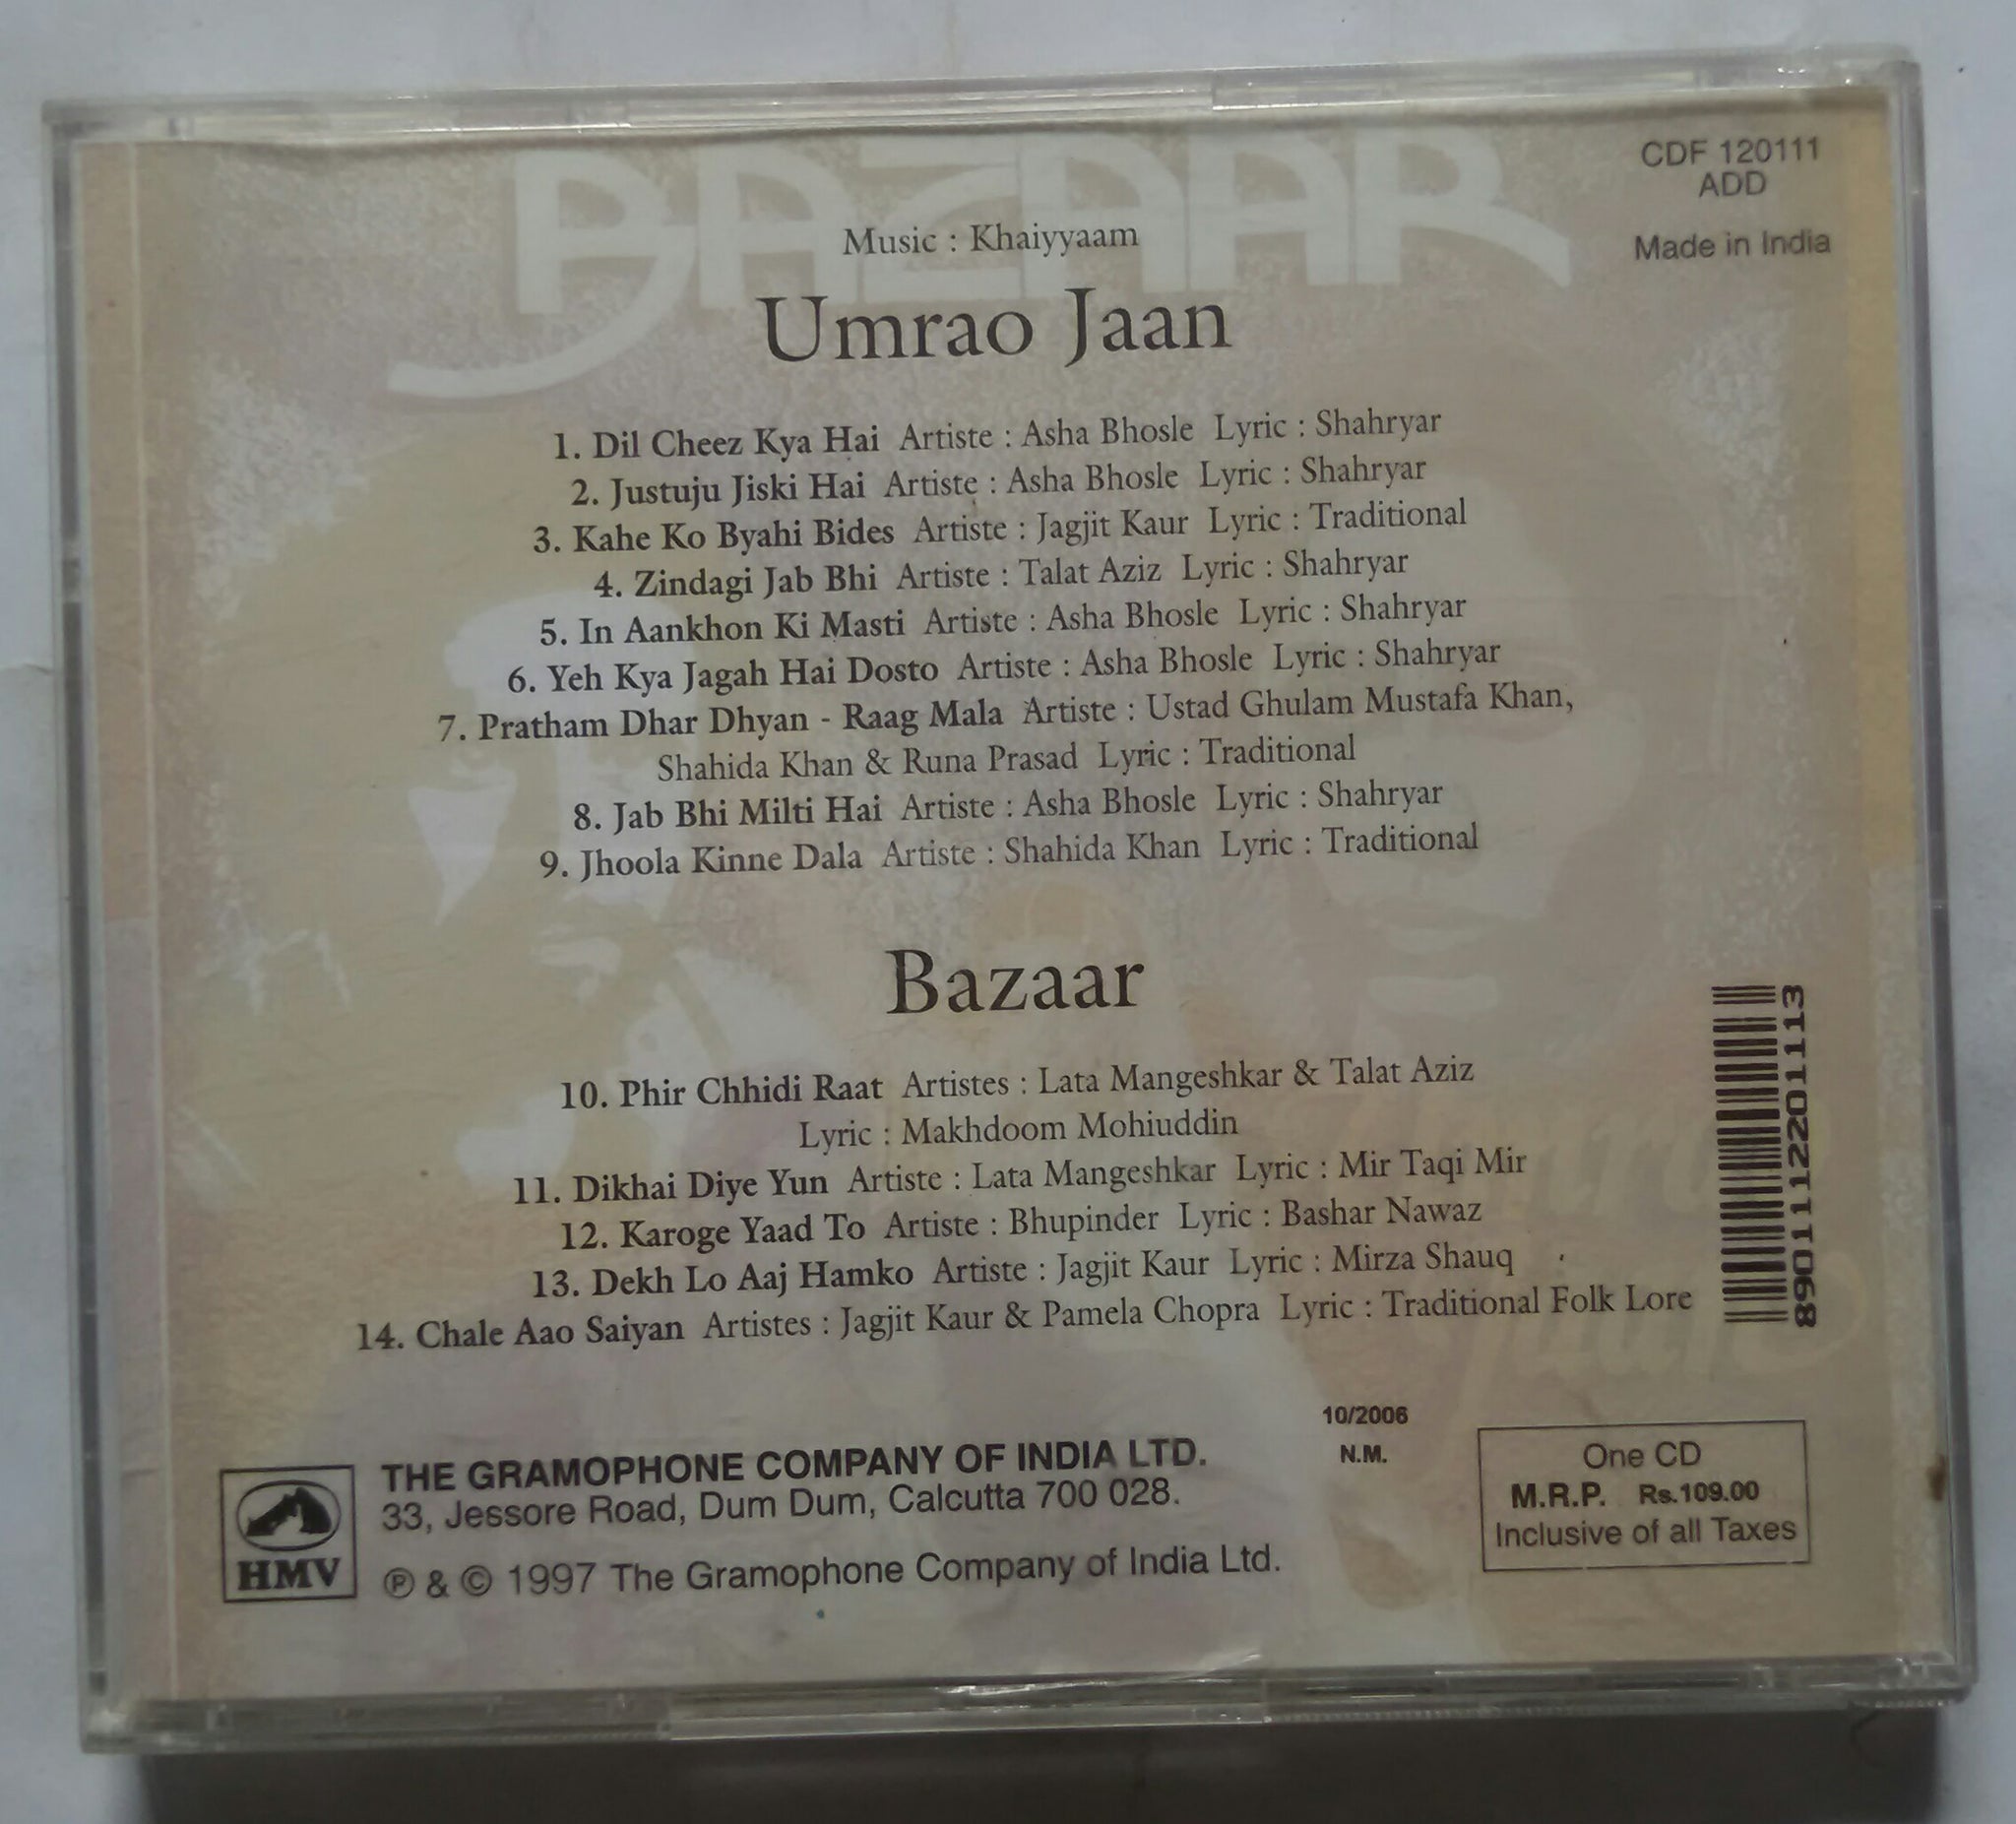 BAZAAR
CDF 120111
ADD
Made in India
Music : Khaiyyaam
Umrao Jaan
1. Dil Cheez Kya Hai Artiste : Asha Bhosle Lyric : Shahryar
2. Justuju Jiski Hai Artiste : Asha Bhosle Lyric : Shahryar
3. Kahe Ko Byahi Bides Artiste : Jagjit Kaur Lyric : Traditional
4. Zindagi Jab Bhi Artiste : Talat Aziz Lyric : Shahryar
5. In Aankhon Ki Masti Artiste : Asha Bhosle Lyric : Shahryar
6. Yeh Kya Jagah Hai Dosto Artiste : Asha Bhosle Lyric : Shahryar
7. Pratham Dhar Dhyan - Raag Mala Artiste : Ustad Ghulam Mustafa Khan,
Shahida Khan & Runa Prasad Lyric : Traditional
8. Jab Bhi Milti Hai Artiste : Asha Bhosle Lyric : Shahryar
9. Jhoola Kinne Dala Artiste : Shahida Khan Lyric : Traditional
Bazaar
10. Phir Chhidi Raat Artistes : Lata Mangeshkar & Talat Aziz
Lyric : Makhdoom Mohiuddin
11. Dikhai Diye Yun Artiste : Lata Mangeshkar Lyric : Mir Taqi Mir
12. Karoge Yaad To Artiste : Bhupinder Lyric : Bashar Nawaz
13. Dekh Lo Aaj Hamko Artiste : Jagjit Kaur Lyric : Mirza Shauq
14. Chale Aao Saiyan Artistes : Jagjit Kaur & Pamela Chopra Lyric : Traditional Folk Lore
8901122011113
HMV
THE GRAMOPHONE COMPANY OF INDIA LTD.
33, Jessore Road, Dum Dum, Calcutta 700 028.
℗ & © 1997 The Gramophone Company of India Ltd.
10/2006
N.M.
One CD
M.R.P. Rs.109.00
Inclusive of all Taxes